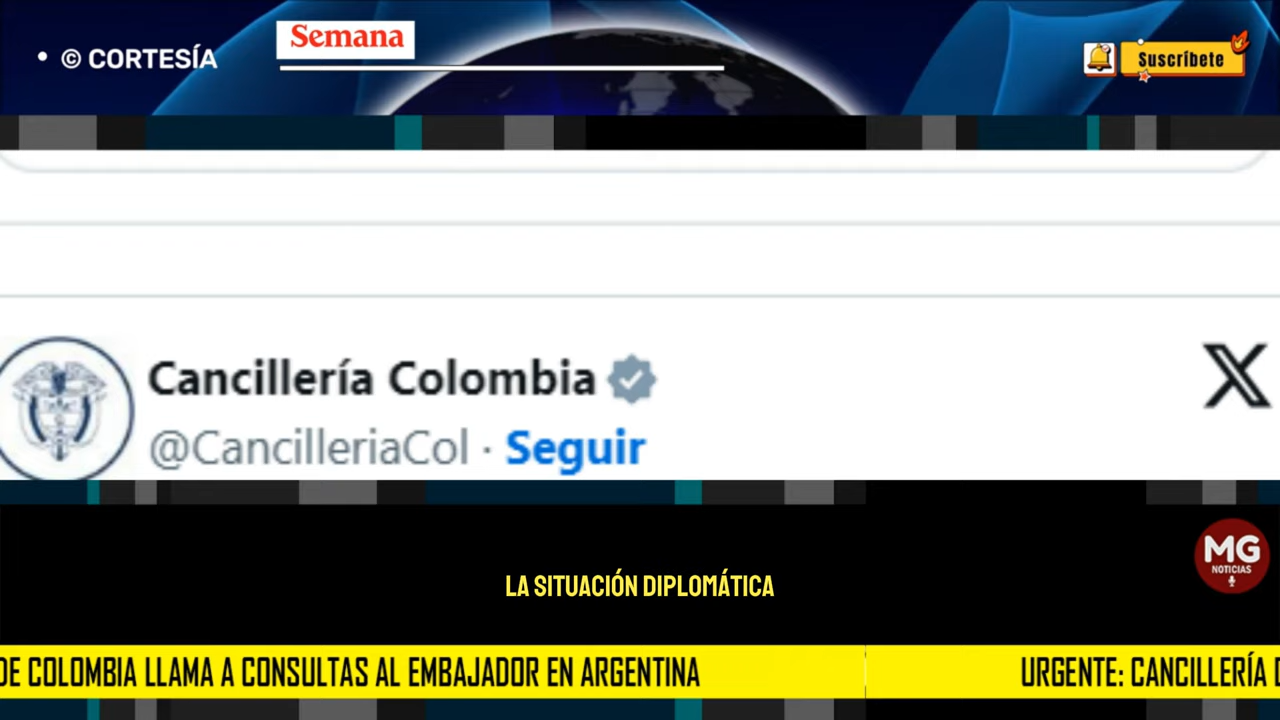 • © CORTESÍA
Semana
Suscríbete
Cancillería Colombia
X
@CancilleriaCol · Seguir
MG
NOTICIAS
LA SITUACIÓN DIPLOMÁTICA
DE COLOMBIA LLAMA A CONSULTAS AL EMBAJADOR EN ARGENTINA
URGENTE: CANCILLERÍA